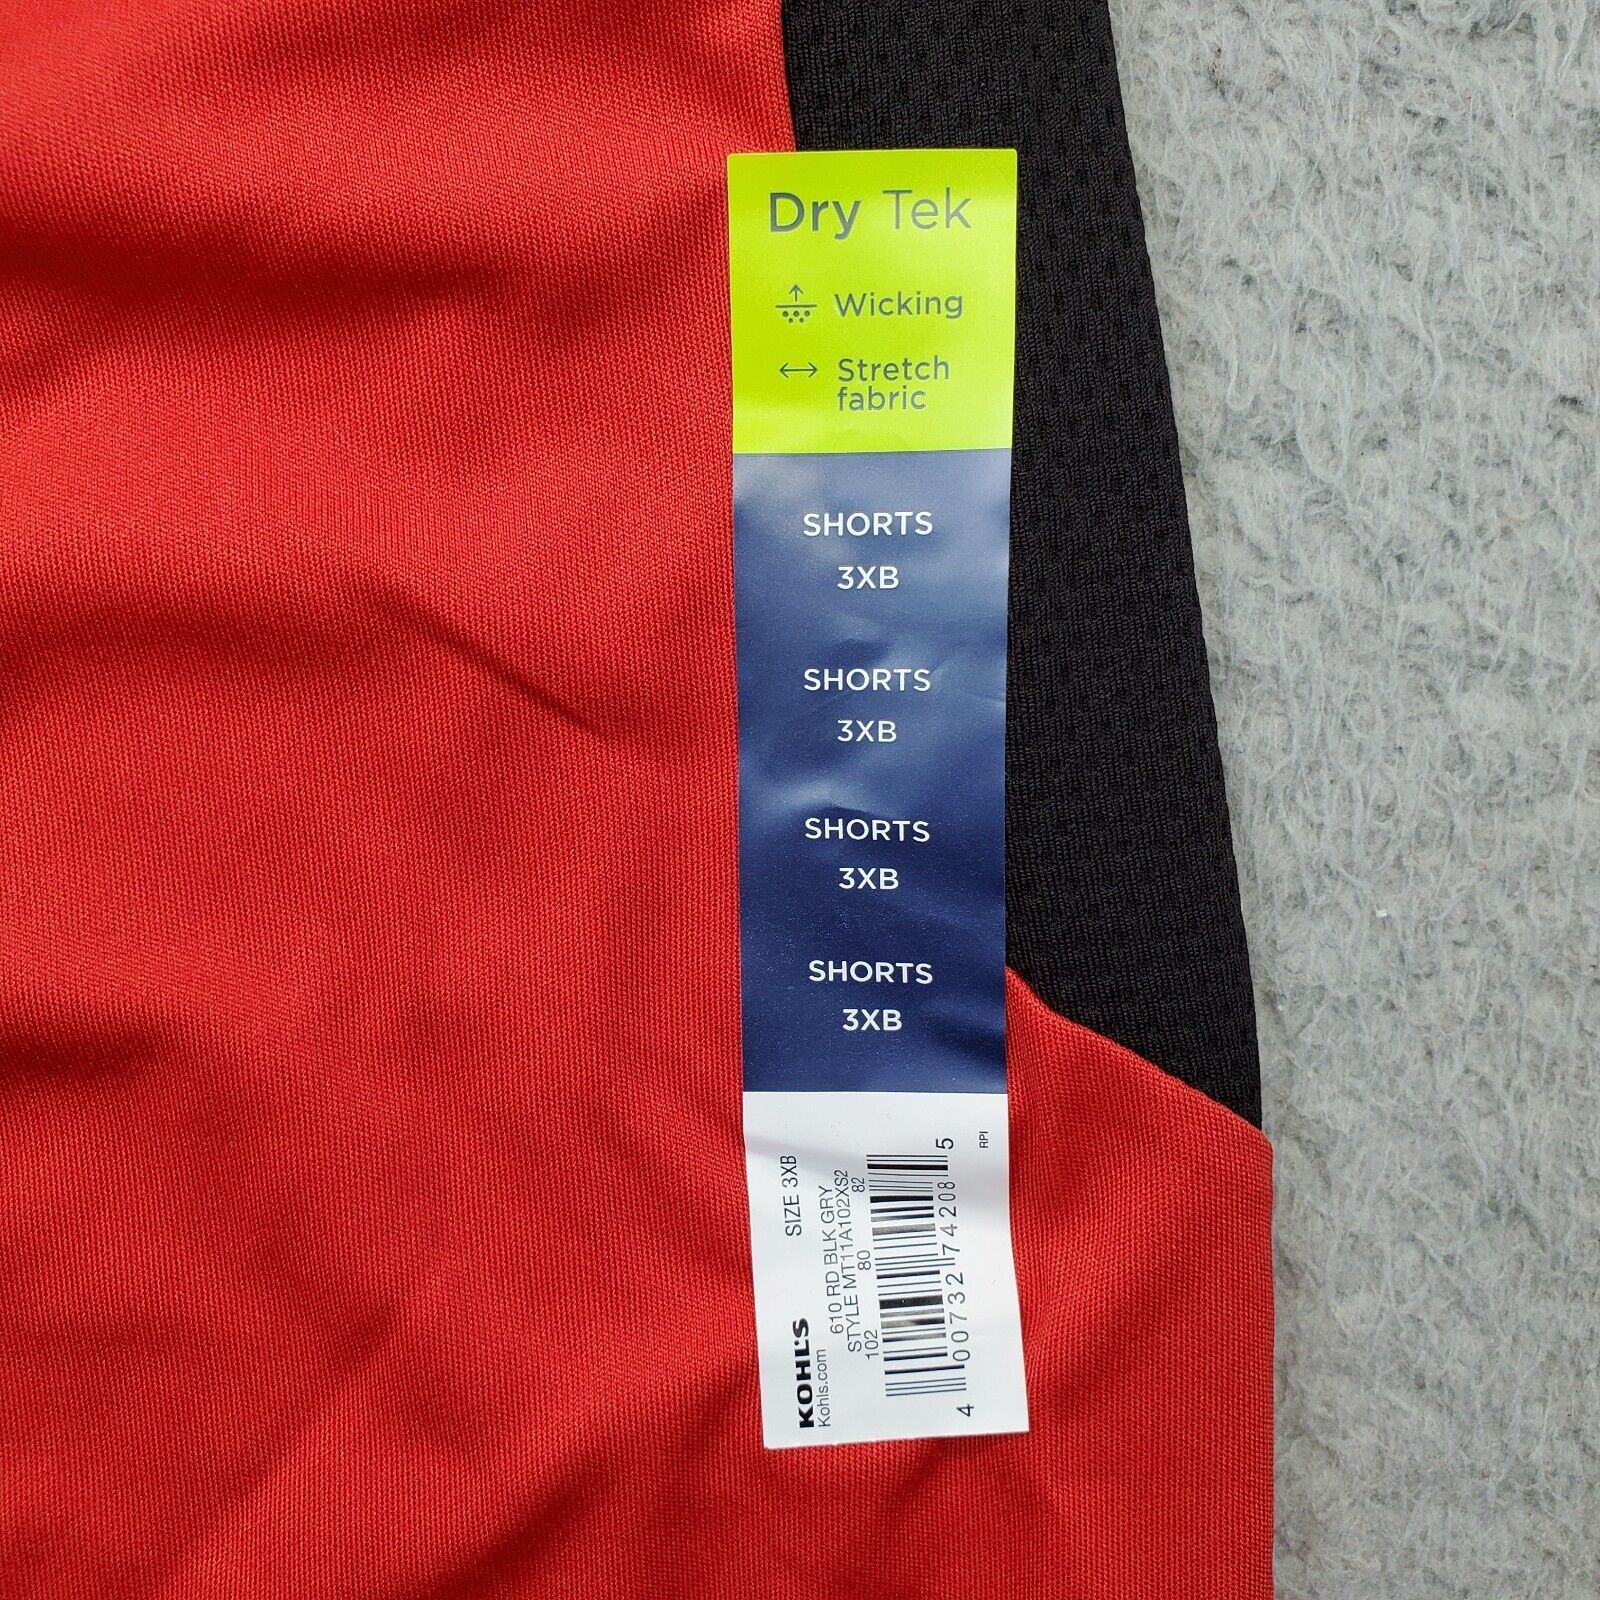 Dry Tek
Wicking
Stretch
fabric
SHORTS
3XB
SHORTS
3XB
SHORTS
3XB
SHORTS
3XB
KOHL'S SIZE 3XB
Kohls.com
610 RD BLK GRY
STYLE MT11A102XS2
102 80 82
4 00732 74208 5
RPI